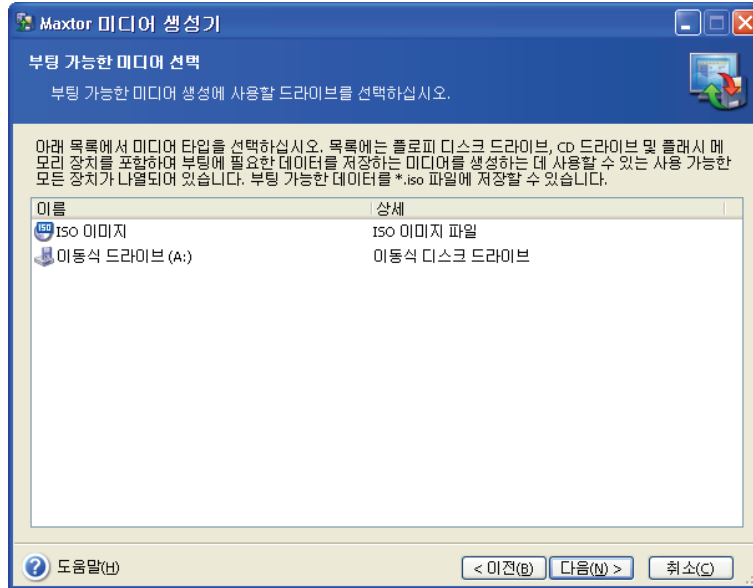 Maxtor 미디어 생성기
부팅 가능한 미디어 선택
부팅 가능한 미디어 생성에 사용할 드라이브를 선택하십시오.
아래 목록에서 미디어 타입을 선택하십시오. 목록에는 플로피 디스크 드라이브, CD 드라이브 및 플래시 메
모리 장치를 포함하여 부팅에 필요한 데이터를 저장하는 미디어를 생성하는 데 사용할 수 있는 사용 가능한
모든 장치가 나열되어 있습니다. 부팅 가능한 데이터를 *.iso 파일에 저장할 수 있습니다.
이름 상세
ISO ISO 이미지 ISO 이미지 파일
이동식 드라이브 (A:) 이동식 디스크 드라이브
도움말(H) < 이전(B) 다음(N) > 취소(C)